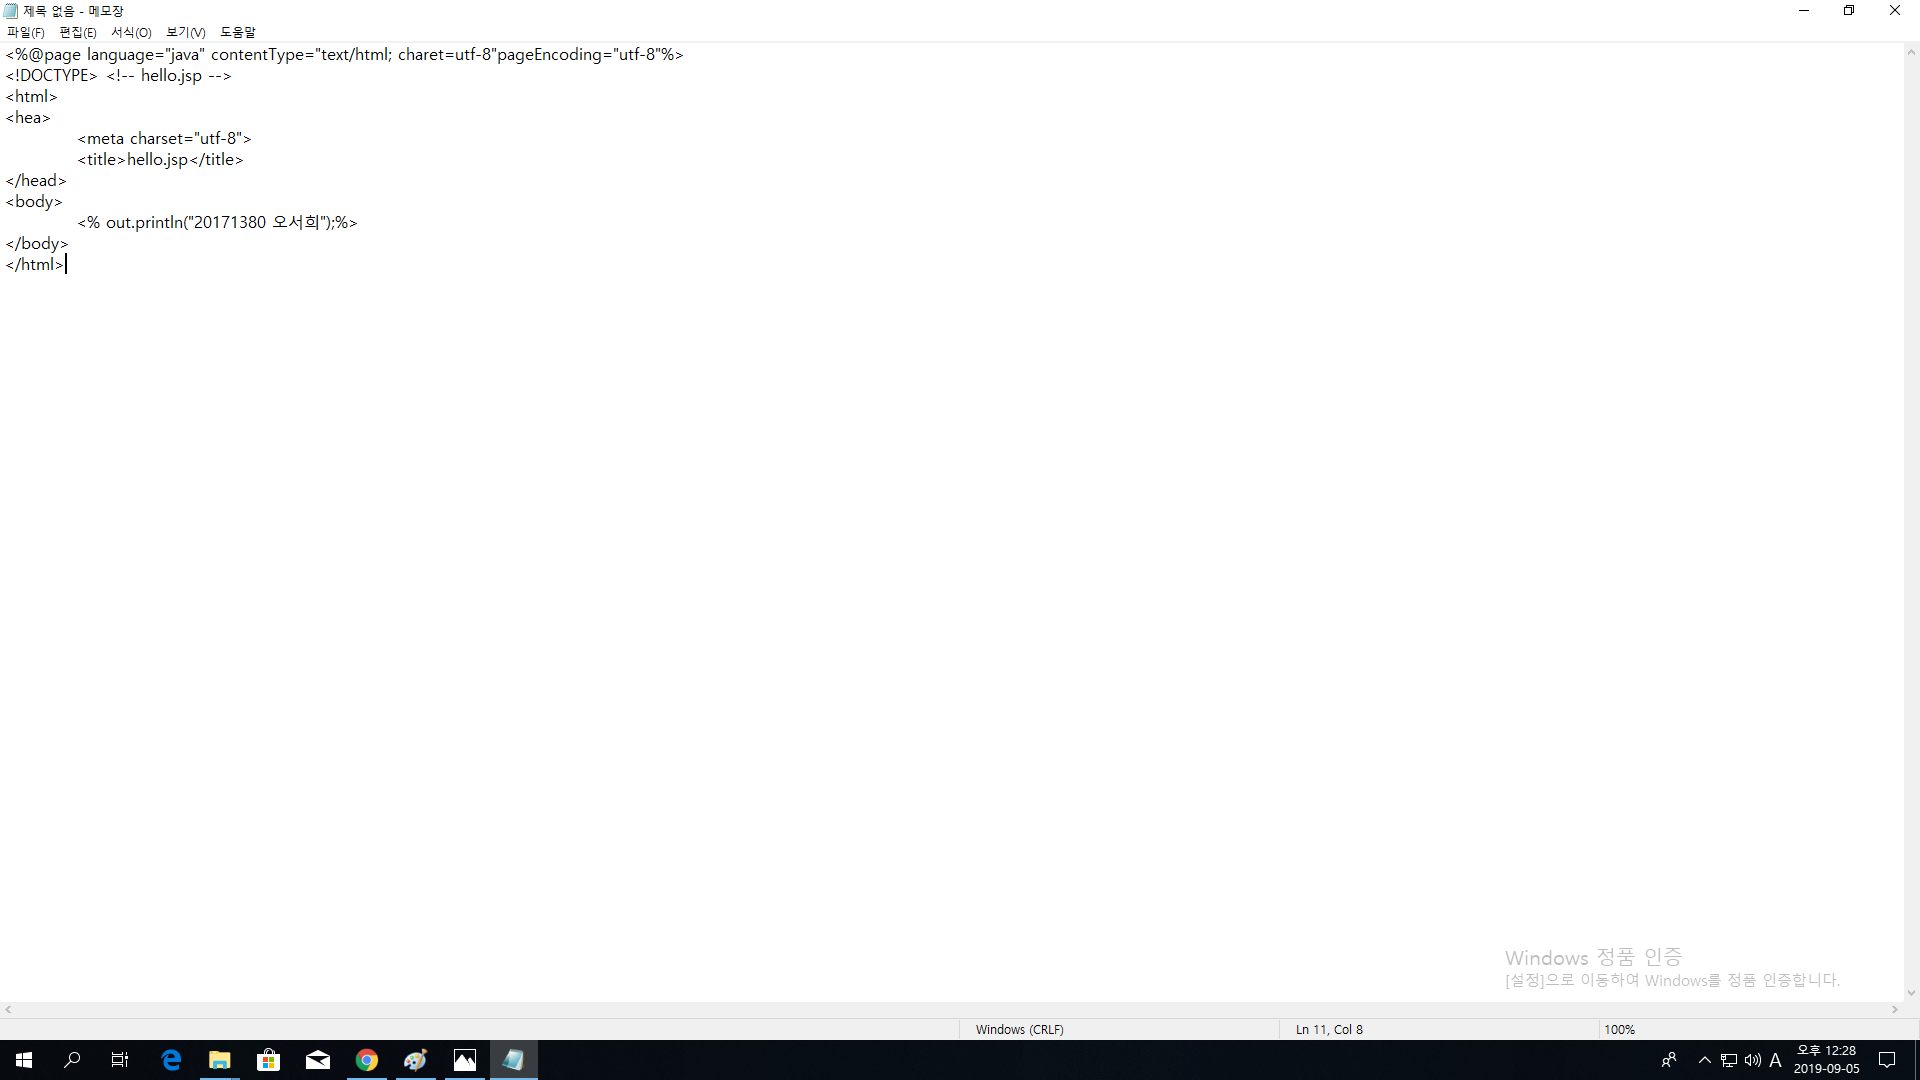 제목 없음 - 메모장
파일(F) 편집(E) 서식(O) 보기(V) 도움말
<%@page language="java" contentType="text/html; charet=utf-8"pageEncoding="utf-8"%>
<!DOCTYPE> <!-- hello.jsp -->
<html>
<hea>
<meta charset="utf-8">
<title>hello.jsp</title>
</head>
<body>
<% out.println("20171380 오서희");%>
</body>
</html>
Windows 정품 인증
[설정]으로 이동하여 Windows를 정품 인증합니다.
Windows (CRLF) Ln 11, Col 8 100%
A 오후 12:28
2019-09-05